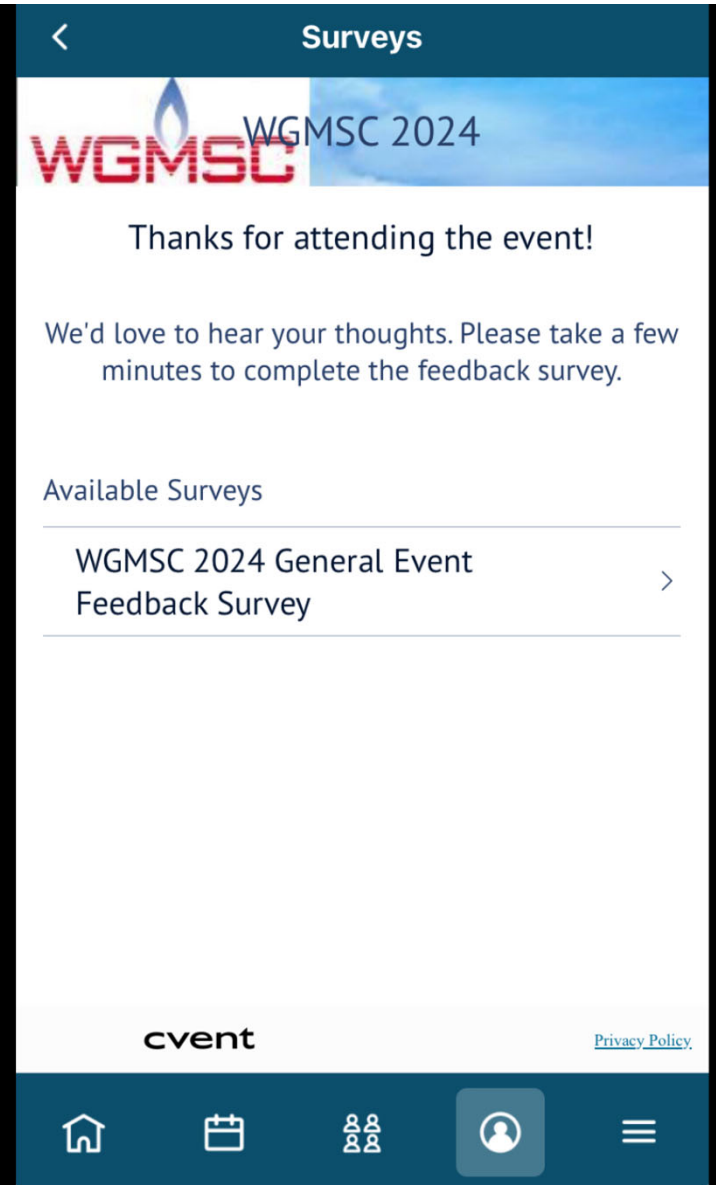 Surveys
WGMSC
WGMSC 2024
Thanks for attending the event!
We'd love to hear your thoughts. Please take a few
minutes to complete the feedback survey.
Available Surveys
WGMSC 2024 General Event
Feedback Survey
cvent
Privacy Policy